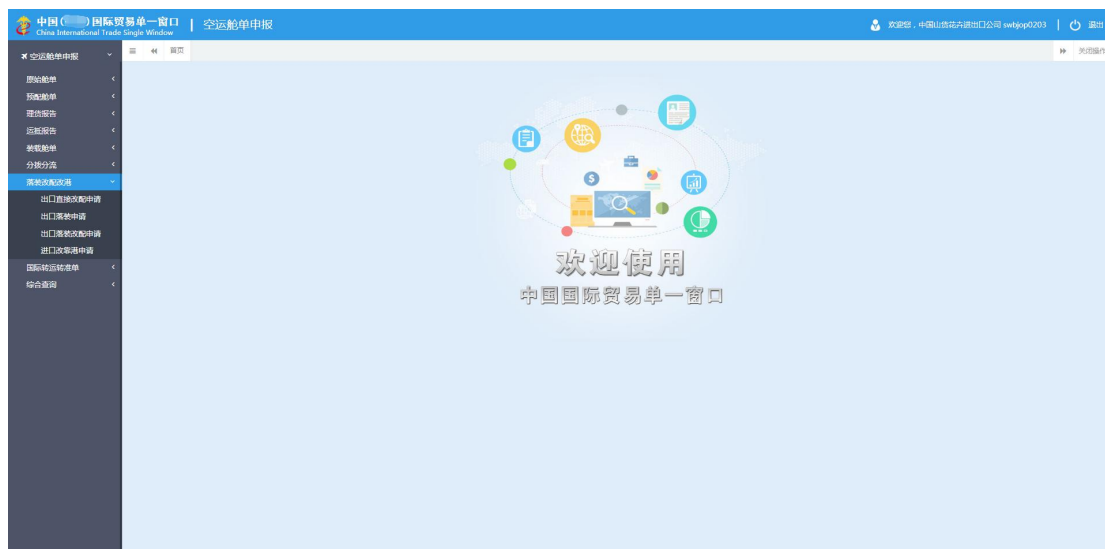 中国( )国际贸易单一窗口 | 空运舱单申报
China International Trade Single Window
欢迎您，中国山货花卉进出口公司 swbjop0203 | 退出
空运舱单申报
首页
关闭操作
原始舱单
预配舱单
理货报告
运抵报告
装载舱单
分拨分流
落装改配改港
出口直接改配申请
出口落装申请
出口落装改配申请
进口改靠港申请
国际转运转准单
综合查询
欢迎使用
中国国际贸易单一窗口